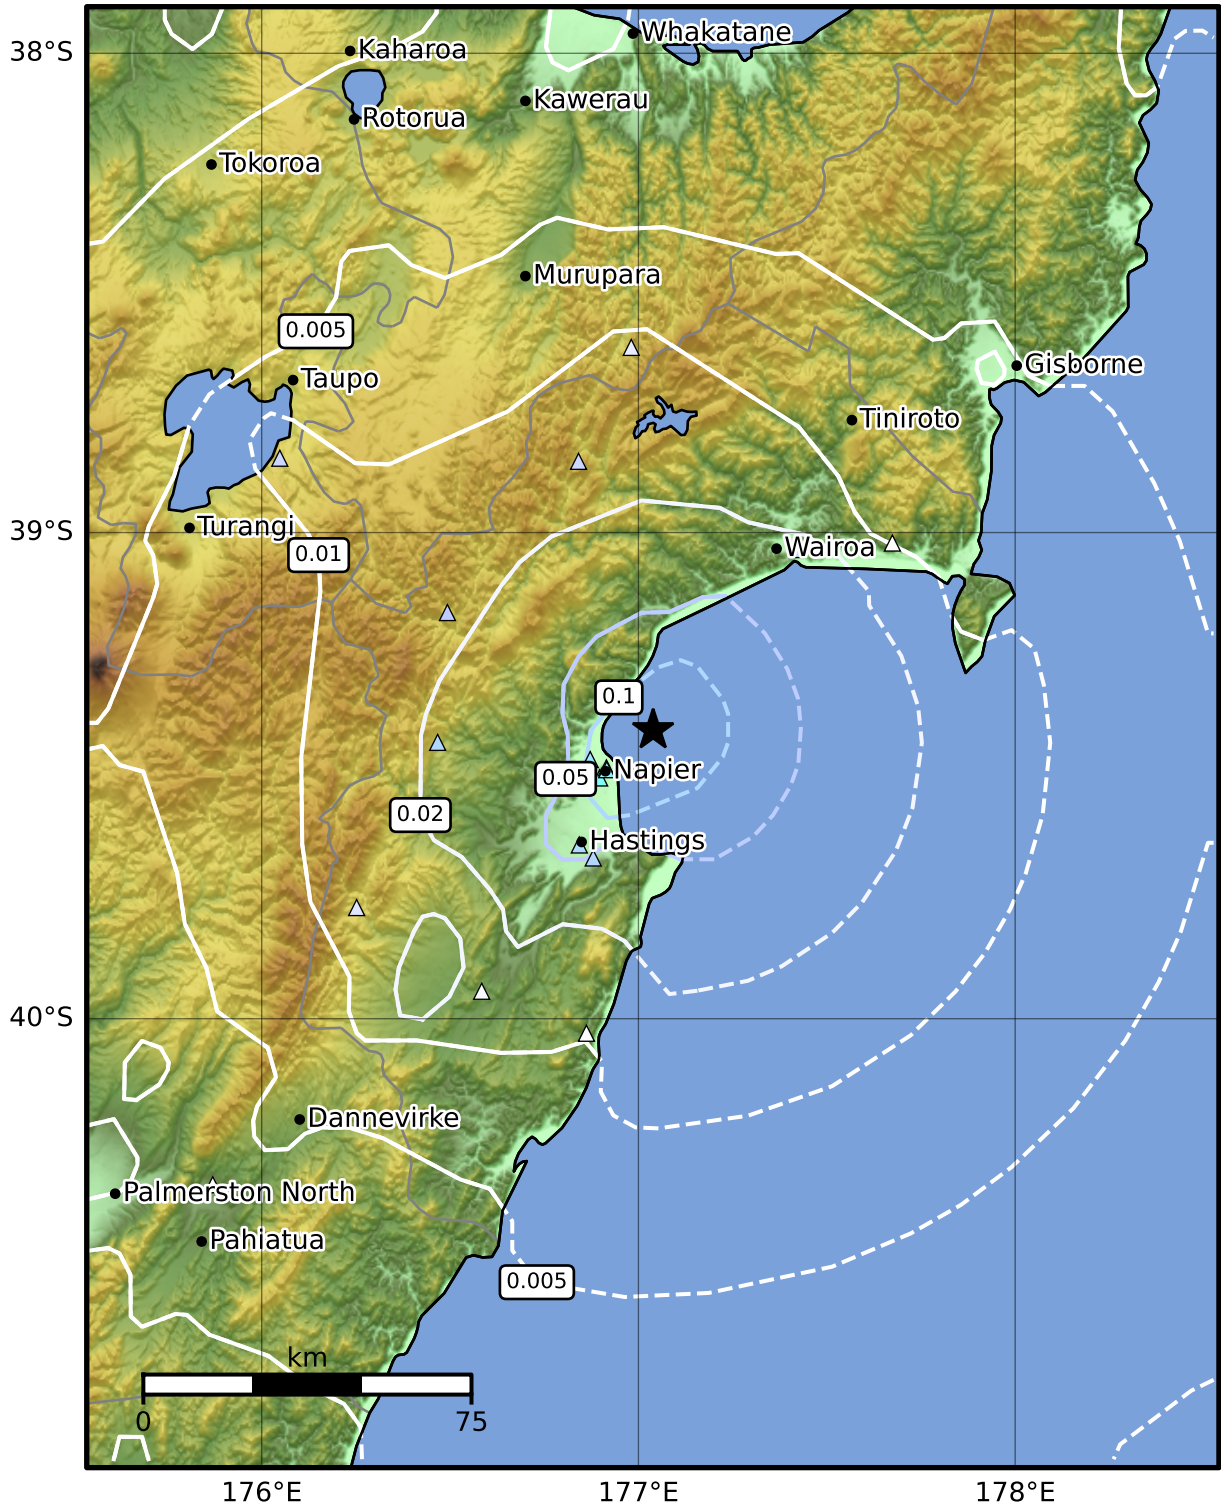 Whakatane
38°S
Kaharoa
Kawerau
Rotorua
Tokoroa
Murupara
0.005
Gisborne
Taupo
Tiniroto
Turangi
39°S
Wairoa
0.01
0.1
Napier
0.05
0.02
Hastings
40°S
Dannevirke
Palmerston North
Pahiatua
0.005
km
0
75
176°E
177°E
178°E